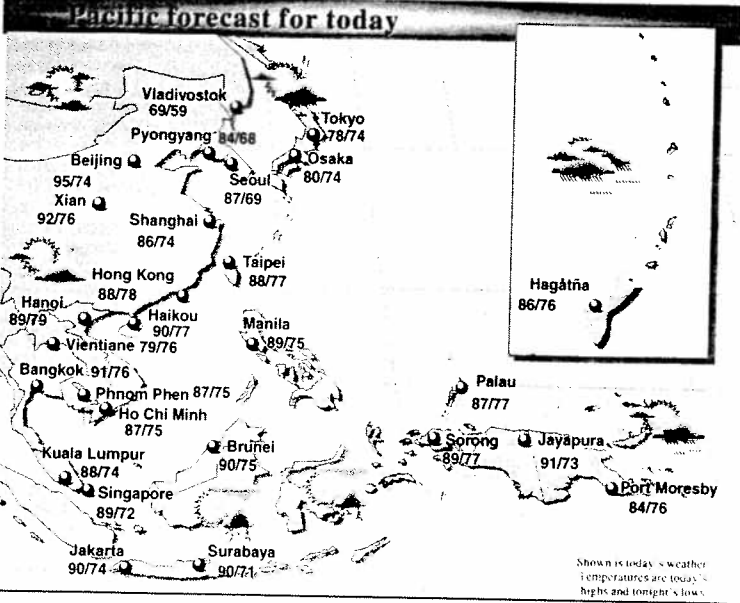 Pacific forecast for today
Vladivostok
69/59
Pyongyang 84/68
Tokyo
78/74
Beijing
95/74
Osaka
80/74
Seoul
87/69
Xian
92/76
Shanghai
86/74
Taipei
88/77
Hong Kong
88/78
Hanoi
89/79
Haikou
90/77
Manila
89/75
Vientiane 79/76
Bangkok 91/76
Phnom Phen 87/75
Ho Chi Minh
87/75
Kuala Lumpur
88/74
Singapore
89/72
Brunei
90/75
Jakarta
90/74
Surabaya
90/71
Hagåtña
86/76
Palau
87/77
Sorong
89/77
Jayapura
91/73
Port Moresby
84/76
Shown is today's weather
Temperatures are today's
highs and tonight's lows